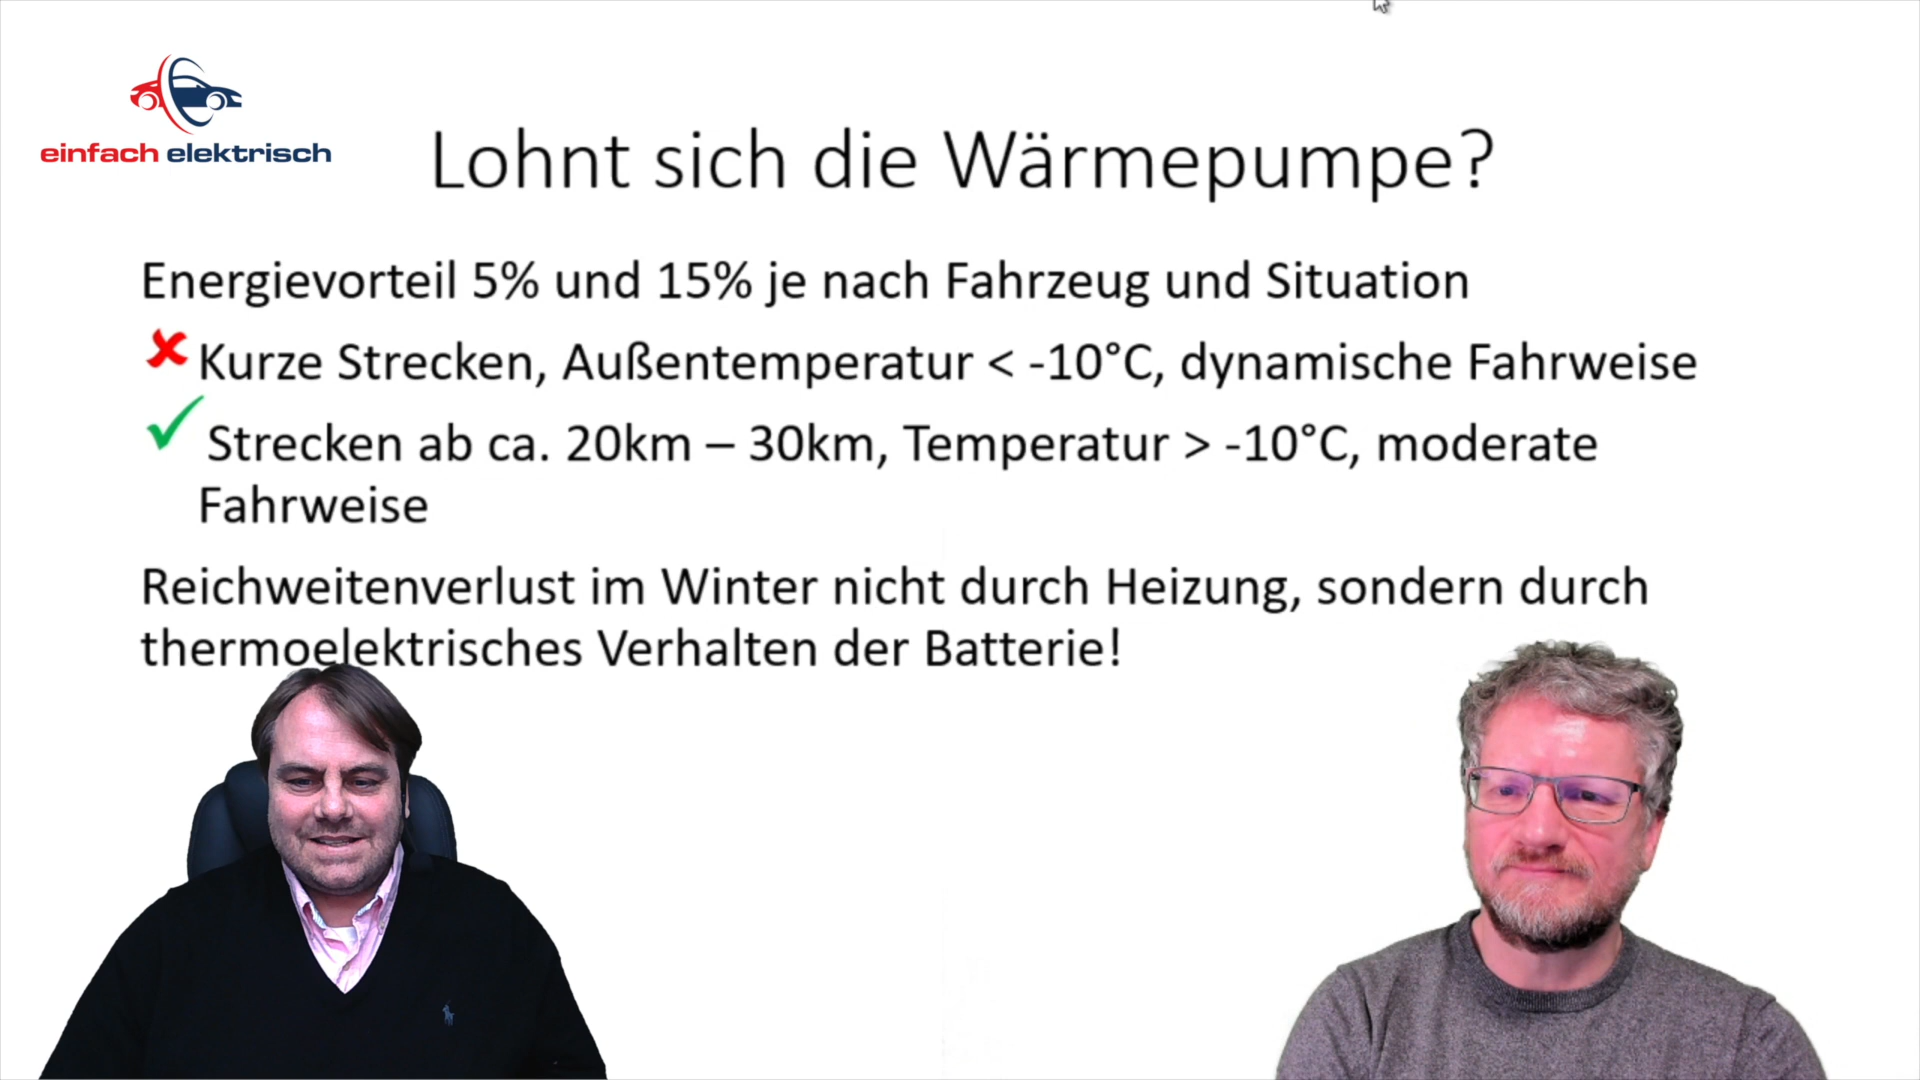 einfach elektrisch
Lohnt sich die Wärmepumpe?
Energievorteil 5% und 15% je nach Fahrzeug und Situation
Kurze Strecken, Außentemperatur < -10°C, dynamische Fahrweise
Strecken ab ca. 20km – 30km, Temperatur > -10°C, moderate
Fahrweise
Reichweitenverlust im Winter nicht durch Heizung, sondern durch
thermoelektrisches Verhalten der Batterie!